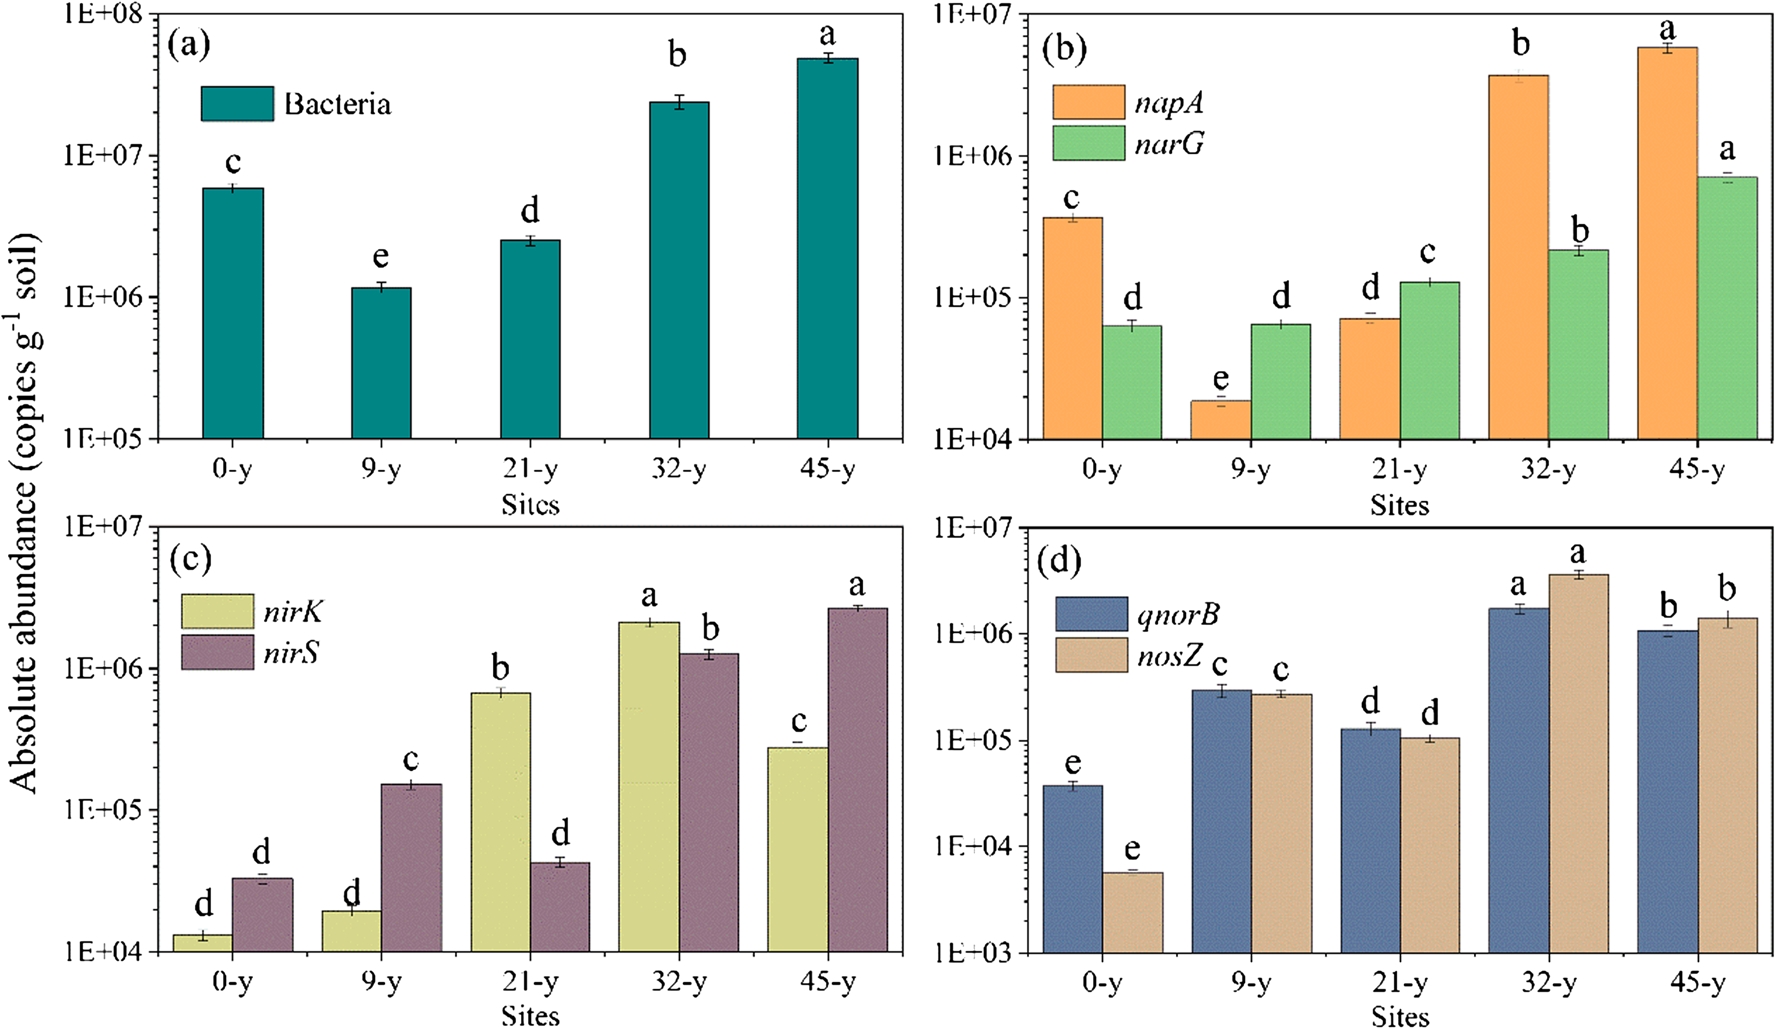 Absolute abundance (copies g⁻¹ soil)
(a)
Bacteria
1E+08
1E+07
1E+06
1E+05
c
e
d
b
a
0-y 9-y 21-y 32-y 45-y
Sites
(b)
napA
narG
1E+07
1E+06
1E+05
1E+04
c d
e d
d c
b b
a a
0-y 9-y 21-y 32-y 45-y
Sites
(c)
nirK
nirS
1E+07
1E+06
1E+05
1E+04
d d
d c
b d
a b
c a
0-y 9-y 21-y 32-y 45-y
Sites
(d)
qnorB
nosZ
1E+07
1E+06
1E+05
1E+04
1E+03
e e
c c
d d
a a
b b
0-y 9-y 21-y 32-y 45-y
Sites